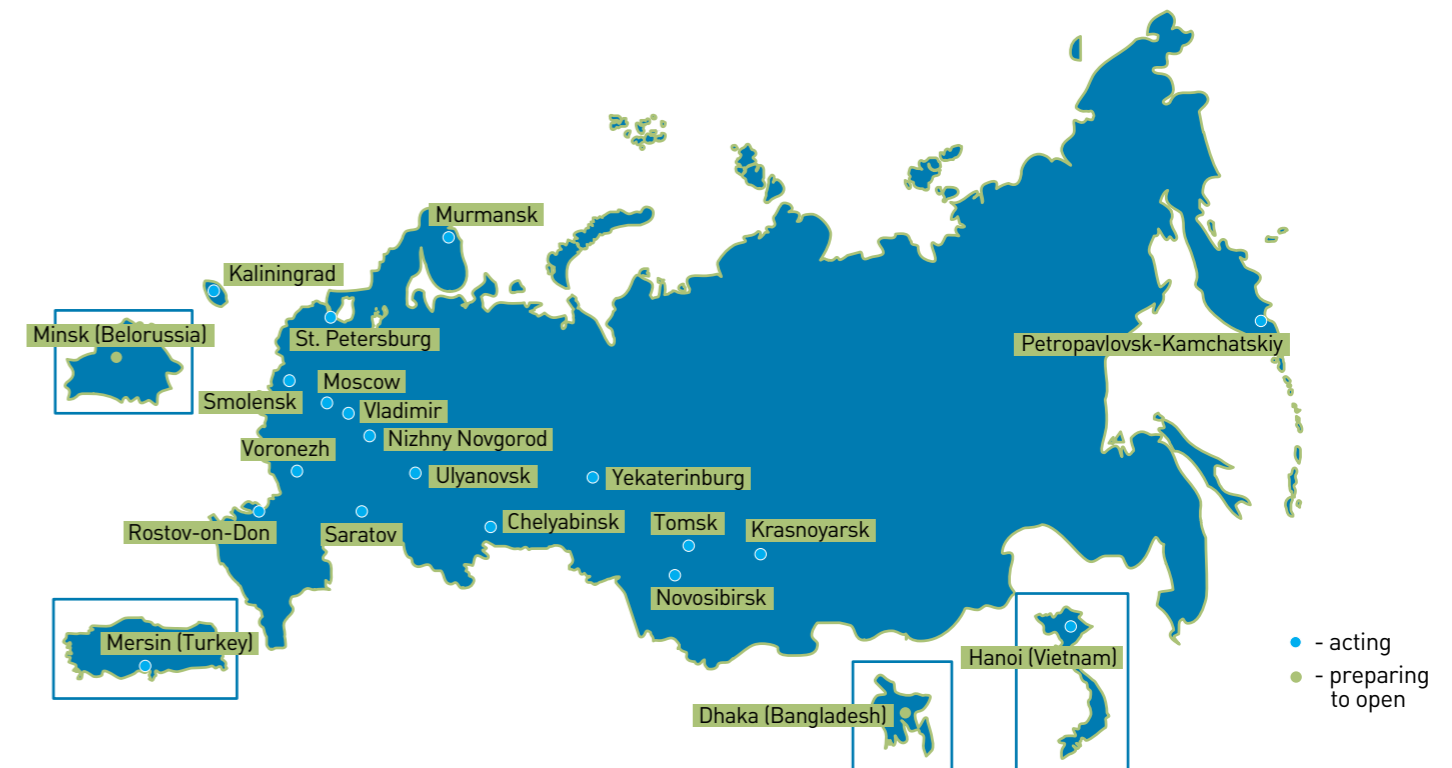 Murmansk
Kaliningrad
Minsk (Belorussia)
St. Petersburg
Petropavlovsk-Kamchatskiy
Moscow
Smolensk
Vladimir
Nizhny Novgorod
Voronezh
Ulyanovsk
Yekaterinburg
Rostov-on-Don
Saratov
Chelyabinsk
Tomsk
Krasnoyarsk
Novosibirsk
Mersin (Turkey)
Hanoi (Vietnam)
Dhaka (Bangladesh)
- acting
- preparing
to open